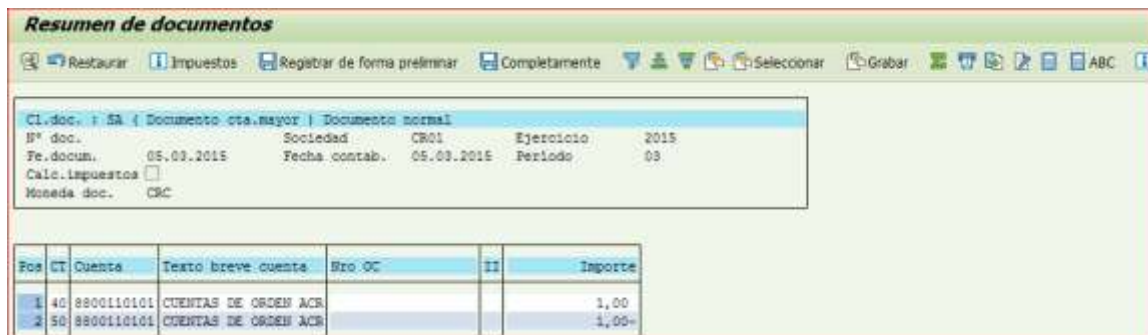 Resumen de documentos
Restaurar Impuestos Registrar de forma preliminar Completamente Seleccionar Grabar ABC
Cl.doc. : SA ( Documento cta.mayor ) Documento normal
Nº doc. Sociedad CR01 Ejercicio 2015
Fe.docum. 05.03.2015 Fecha contab. 05.03.2015 Período 03
Calc.impuestos
Moneda doc. CRC
Pos CT Cuenta Texto breve cuenta Nro OC II Importe
1 40 8800110101 CUENTAS DE ORDEN ACR 1,00
2 50 8800110101 CUENTAS DE ORDEN ACR 1,00-